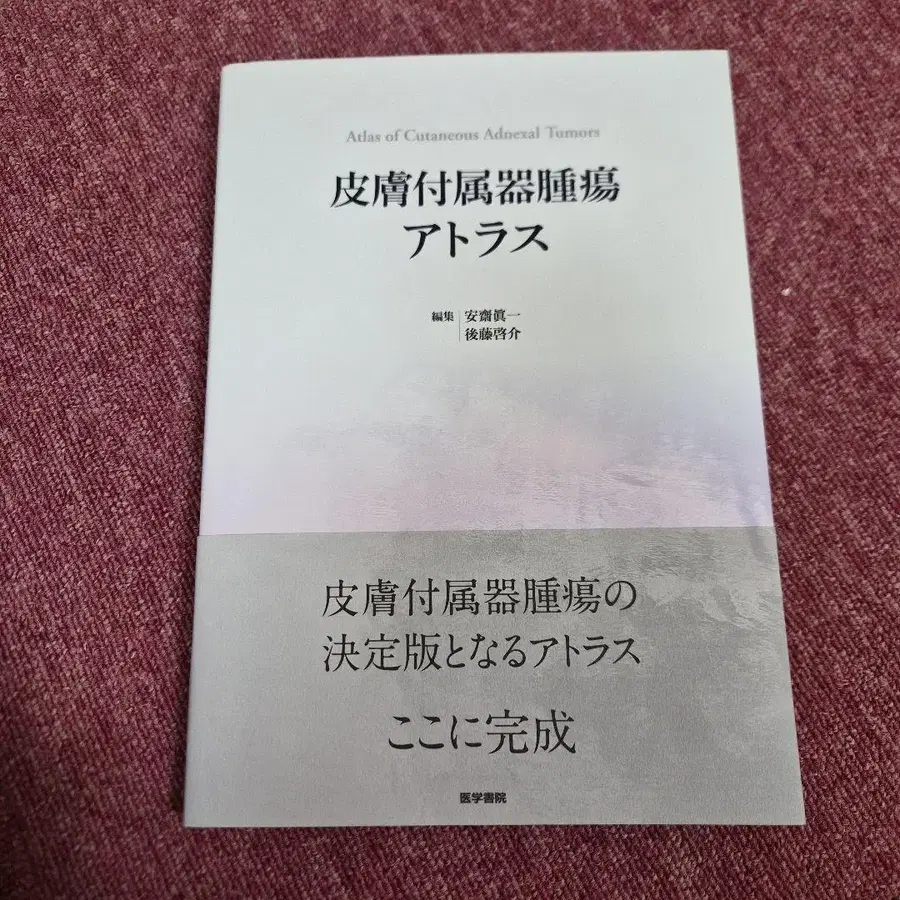 Atlas of Cutaneous Adnexal Tumors
皮膚付属器腫瘍
アトラス
編集 安齋眞一
後藤啓介
皮膚付属器腫瘍の
決定版となるアトラス
ここに完成
医学書院